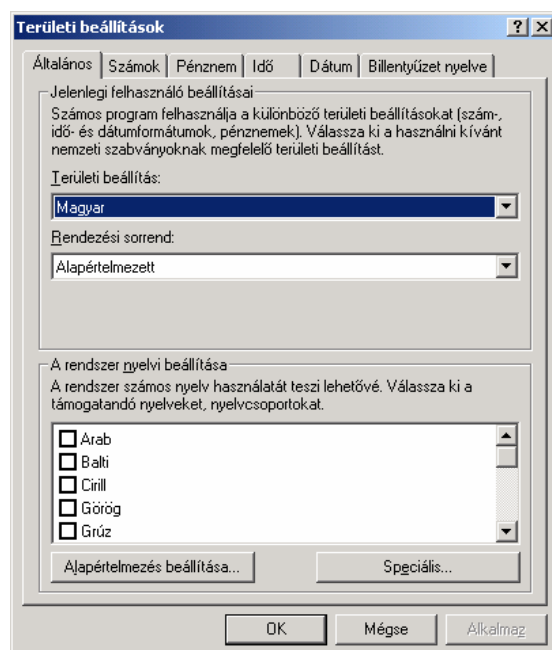 Területi beállítások
Általános Számok Pénznem Idő Dátum Billentyűzet nyelve
Jelenlegi felhasználó beállításai
Számos program felhasználja a különböző területi beállításokat (szám-,
idő- és dátumformátumok, pénznemek). Válassza ki a használni kívánt
nemzeti szabványoknak megfelelő területi beállítást.
Területi beállítás:
Magyar
Rendezési sorrend:
Alapértelmezett
A rendszer nyelvi beállítása
A rendszer számos nyelv használatát teszi lehetővé. Válassza ki a
támogatandó nyelveket, nyelvcsoportokat.
Arab
Balti
Cirill
Görög
Grúz
Alapértelmezés beállítása... Speciális...
OK Mégse Alkalmaz